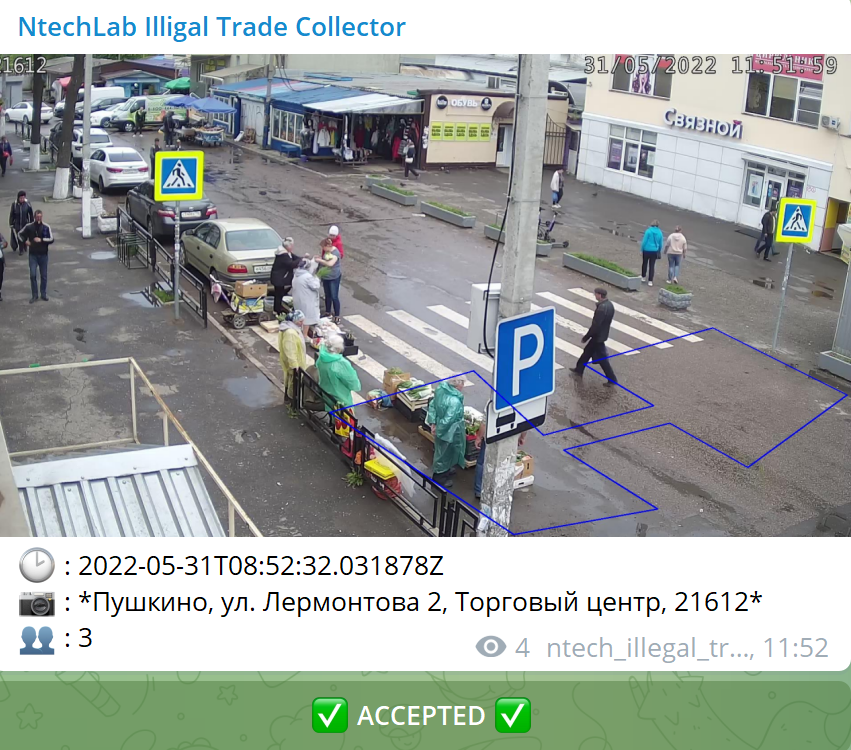 NtechLab Illigal Trade Collector
21612
31/05/2022 11:51:59
ОБУВЬ
Связной
P
: 2022-05-31T08:52:32.031878Z
: *Пушкино, ул. Лермонтова 2, Торговый центр, 21612*
: 3
4 ntech_illegal_tr..., 11:52
ACCEPTED